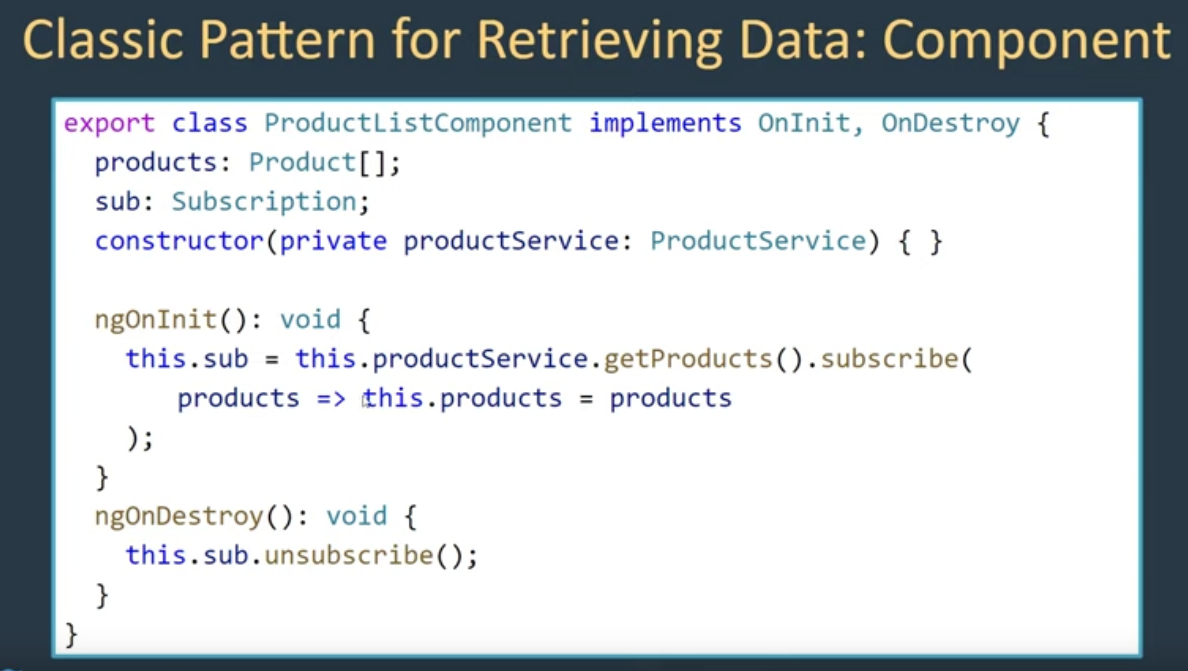 Classic Pattern for Retrieving Data: Component
export class ProductListComponent implements OnInit, OnDestroy {
  products: Product[];
  sub: Subscription;
  constructor(private productService: ProductService) { }

  ngOnInit(): void {
    this.sub = this.productService.getProducts().subscribe(
        products => this.products = products
    );
  }
  ngOnDestroy(): void {
    this.sub.unsubscribe();
  }
}